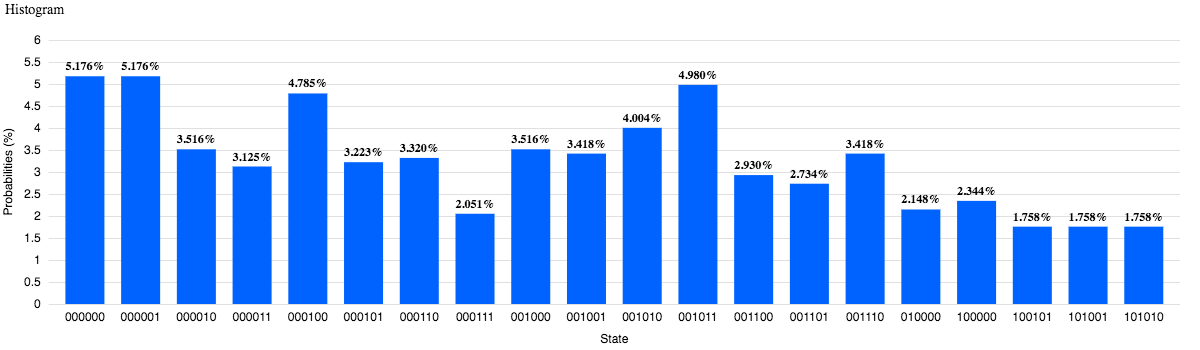 Histogram
6
5.5
5
4.5
4
3.5
3
2.5
2
1.5
1
0.5
0
Probabilities (%)
5.176% 5.176% 3.516% 3.125% 4.785% 3.223% 3.320% 2.051% 3.516% 3.418% 4.004% 4.980% 2.930% 2.734% 3.418% 2.148% 2.344% 1.758% 1.758% 1.758%
000000 000001 000010 000011 000100 000101 000110 000111 001000 001001 001010 001011 001100 001101 001110 010000 100000 100101 101001 101010
State